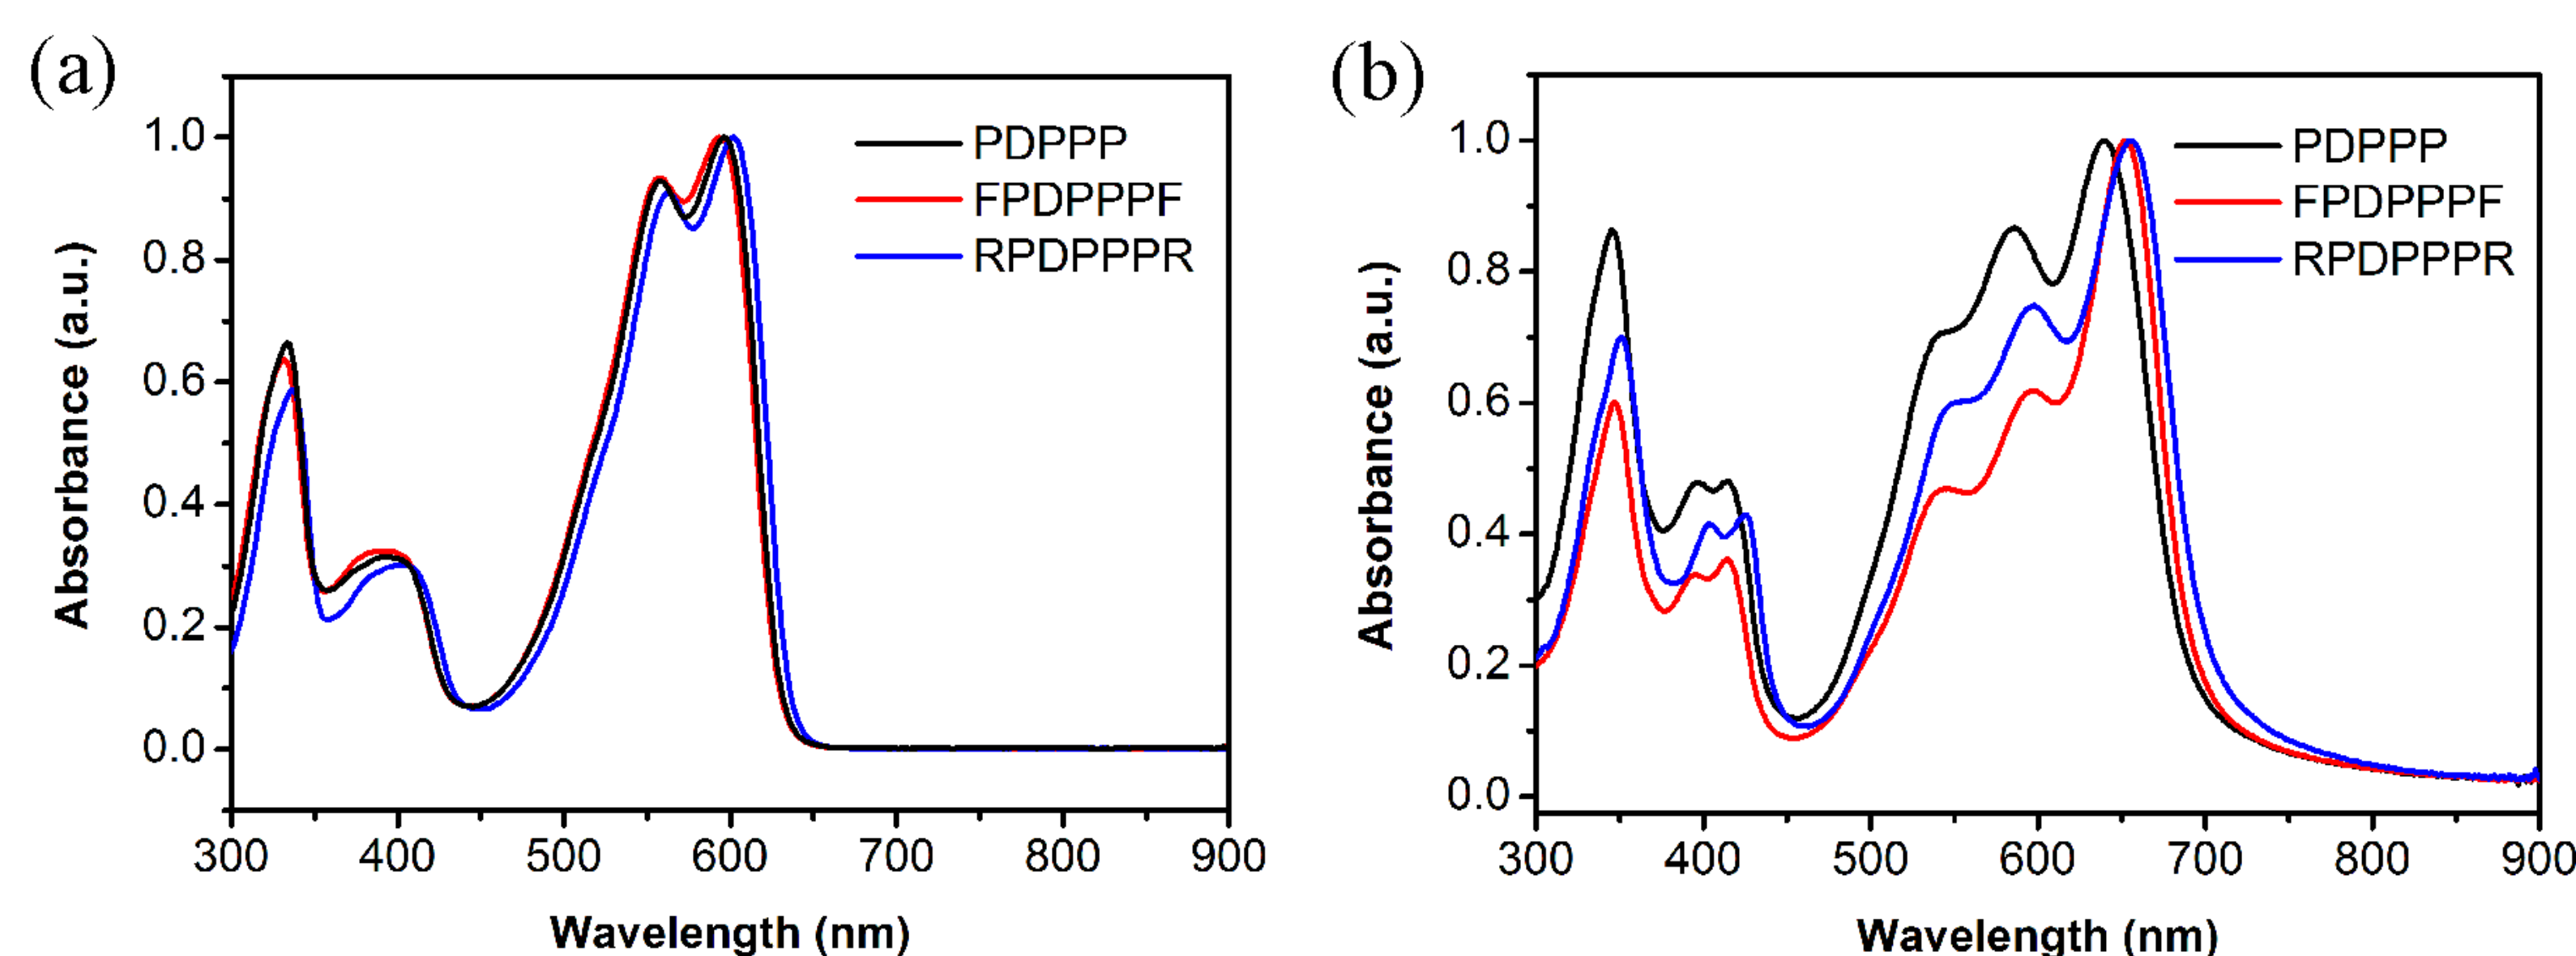 (a)
Absorbance (a.u.)
1.0
0.8
0.6
0.4
0.2
0.0
PDPPP
FPDPPPF
RPDPPPR
300 400 500 600 700 800 900
Wavelength (nm)
(b)
Absorbance (a.u.)
1.0
0.8
0.6
0.4
0.2
0.0
PDPPP
FPDPPPF
RPDPPPR
300 400 500 600 700 800 900
Wavelength (nm)